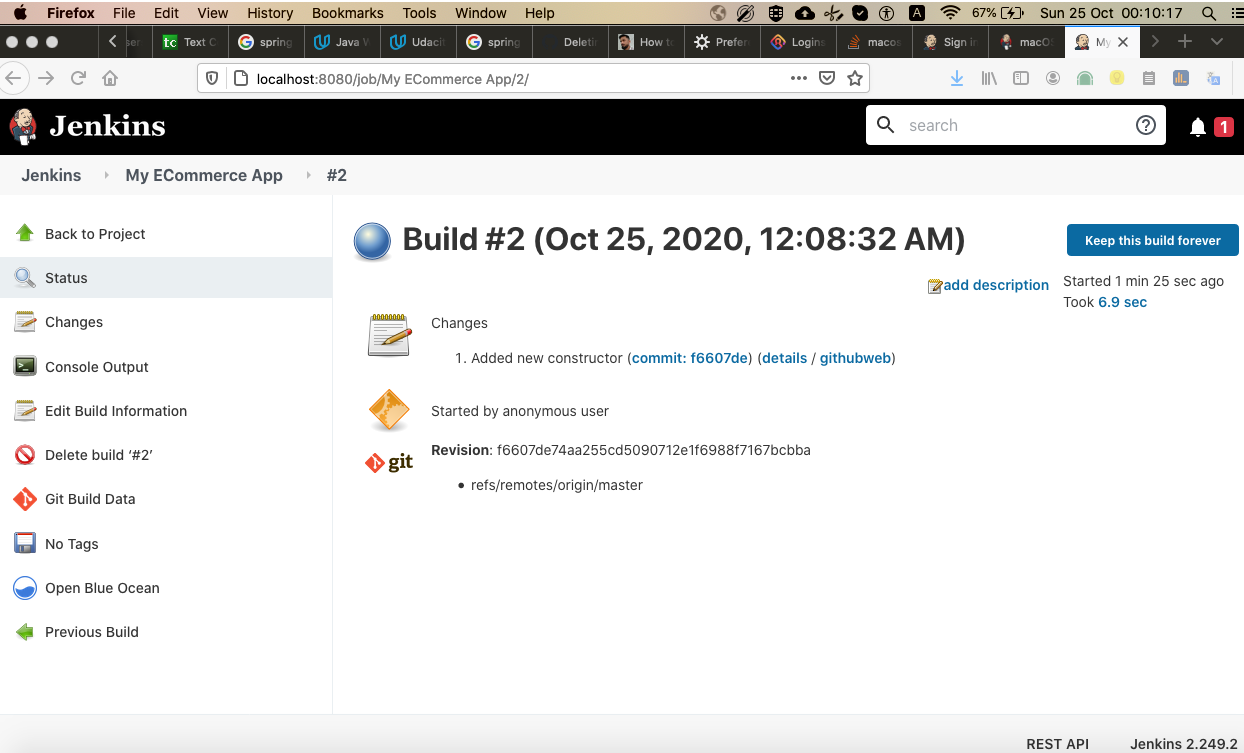 Firefox File Edit View History Bookmarks Tools Window Help A 67% Sun 25 Oct 00:10:17
ser tc Text C spring Java W Udaci spring Deletin How to Prefer Logins macos Sign in macOS My
localhost:8080/job/My ECommerce App/2/
Jenkins search 1
Jenkins My ECommerce App #2
Back to Project
Status
Changes
Console Output
Edit Build Information
Delete build ‘#2’
Git Build Data
No Tags
Open Blue Ocean
Previous Build
Build #2 (Oct 25, 2020, 12:08:32 AM)
Keep this build forever
add description
Started 1 min 25 sec ago
Took 6.9 sec
Changes
1. Added new constructor (commit: f6607de) (details / githubweb)
Started by anonymous user
git
Revision: f6607de74aa255cd5090712e1f6988f7167bcbba
refs/remotes/origin/master
REST API Jenkins 2.249.2